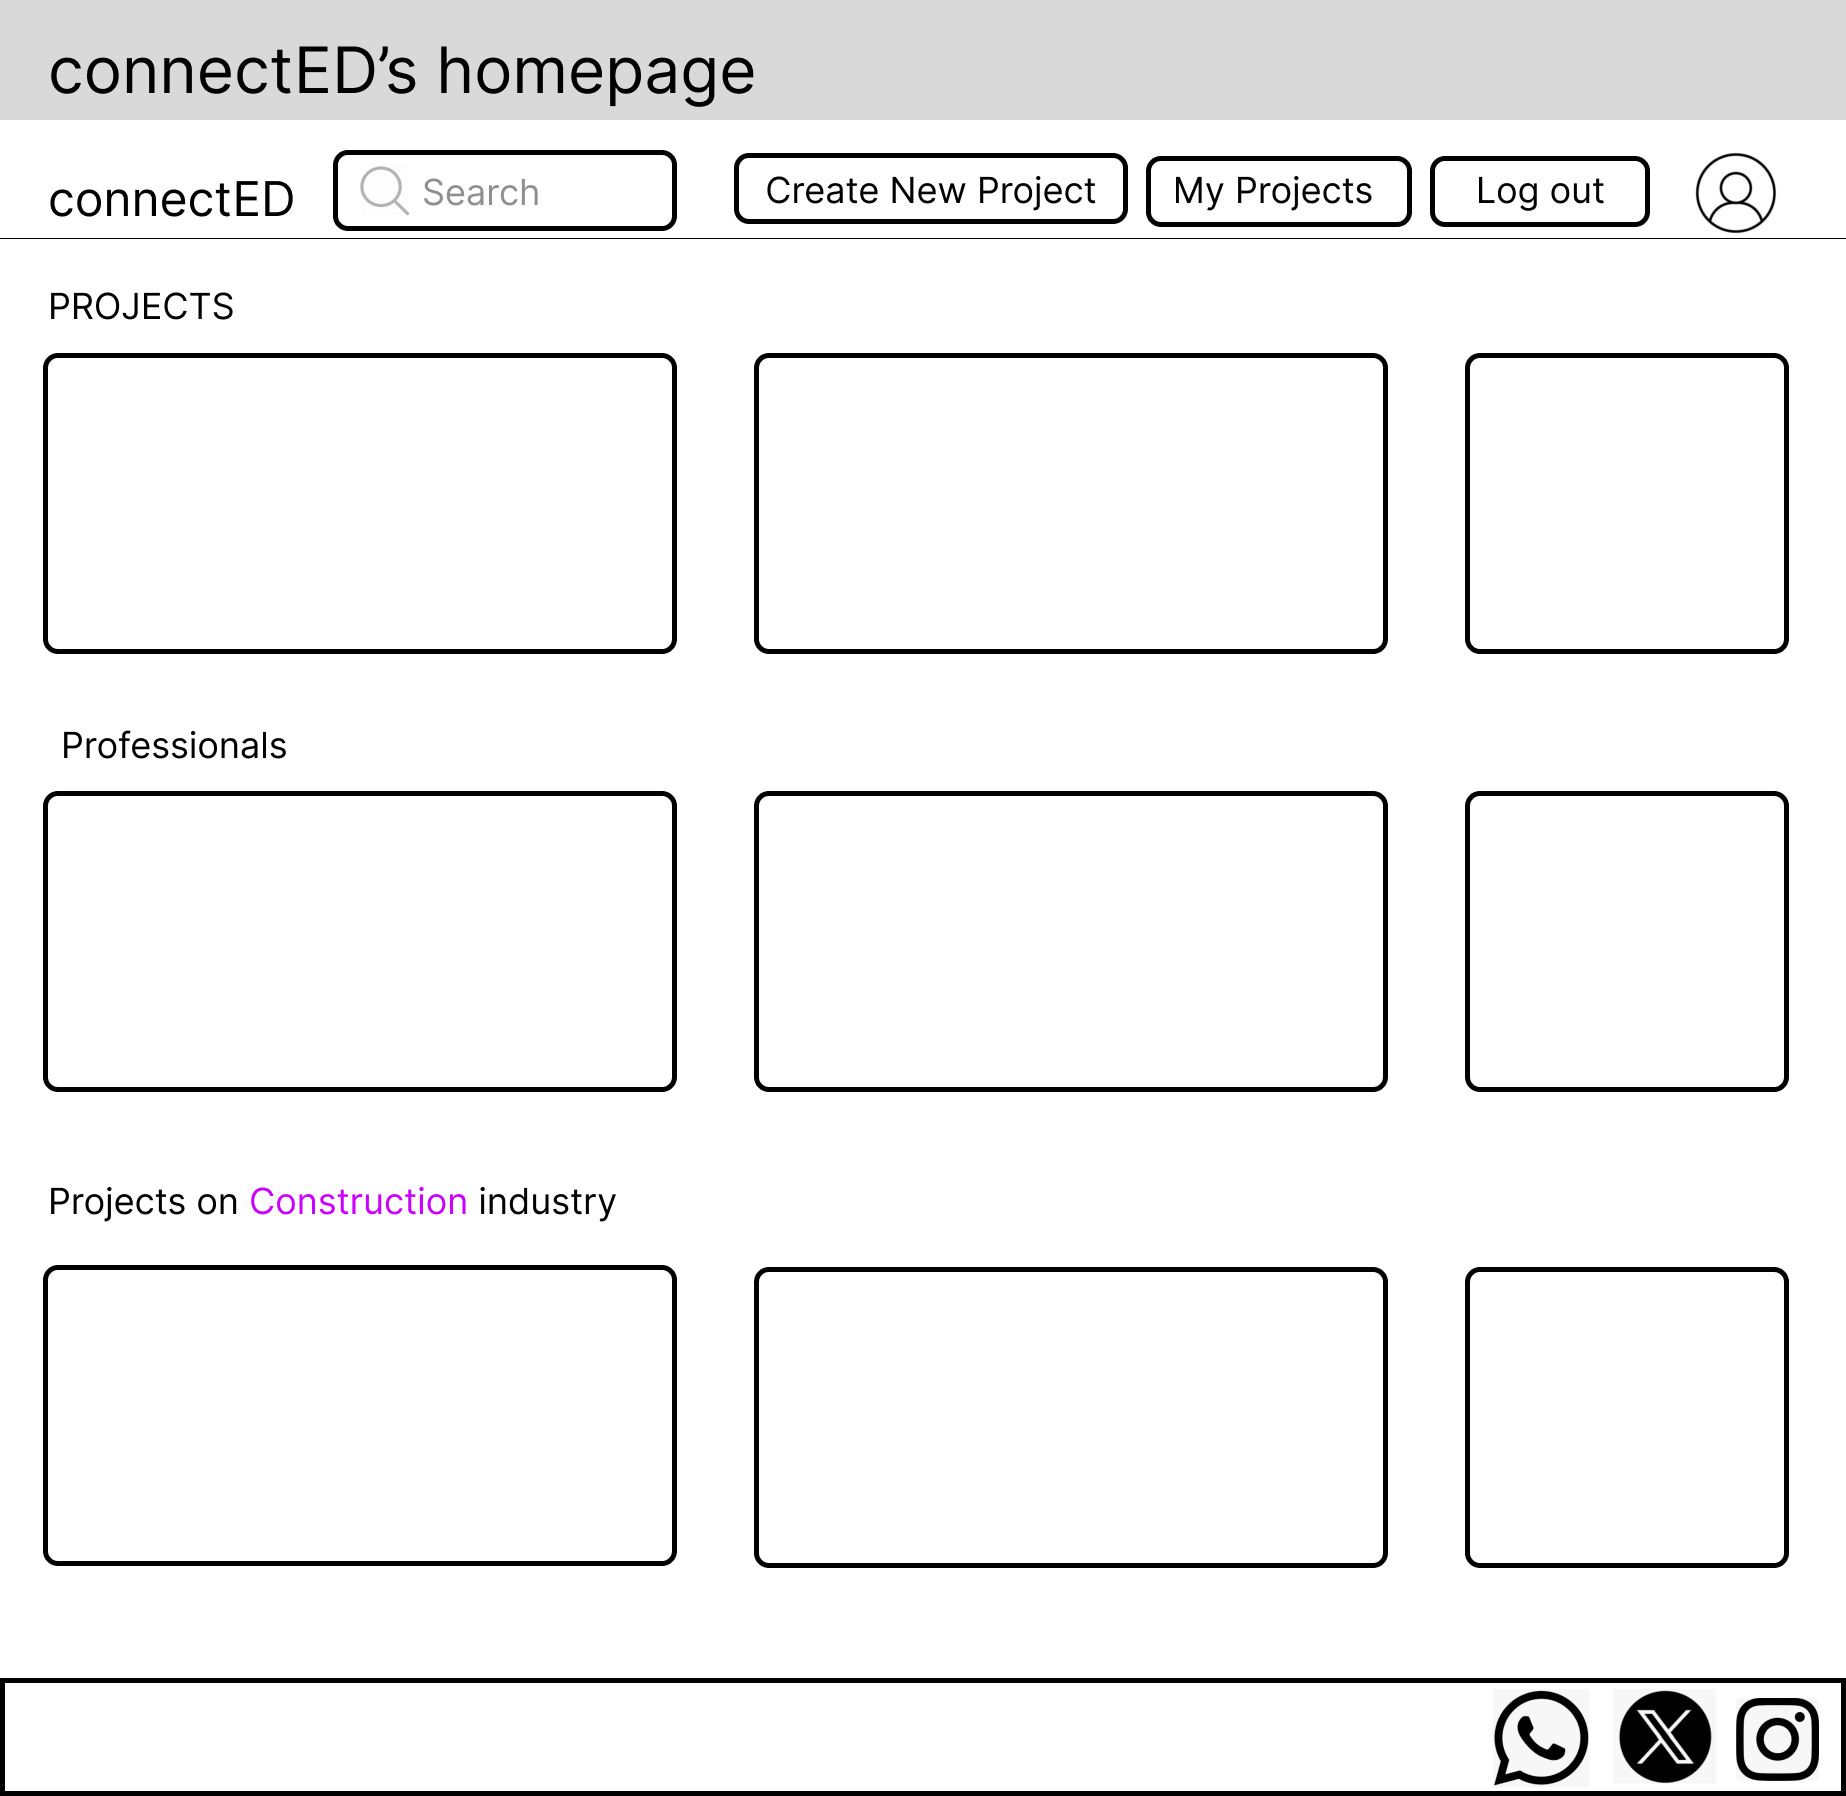 connectED’s homepage
connectED
Search
Create New Project
My Projects
Log out
PROJECTS
Professionals
Projects on Construction industry